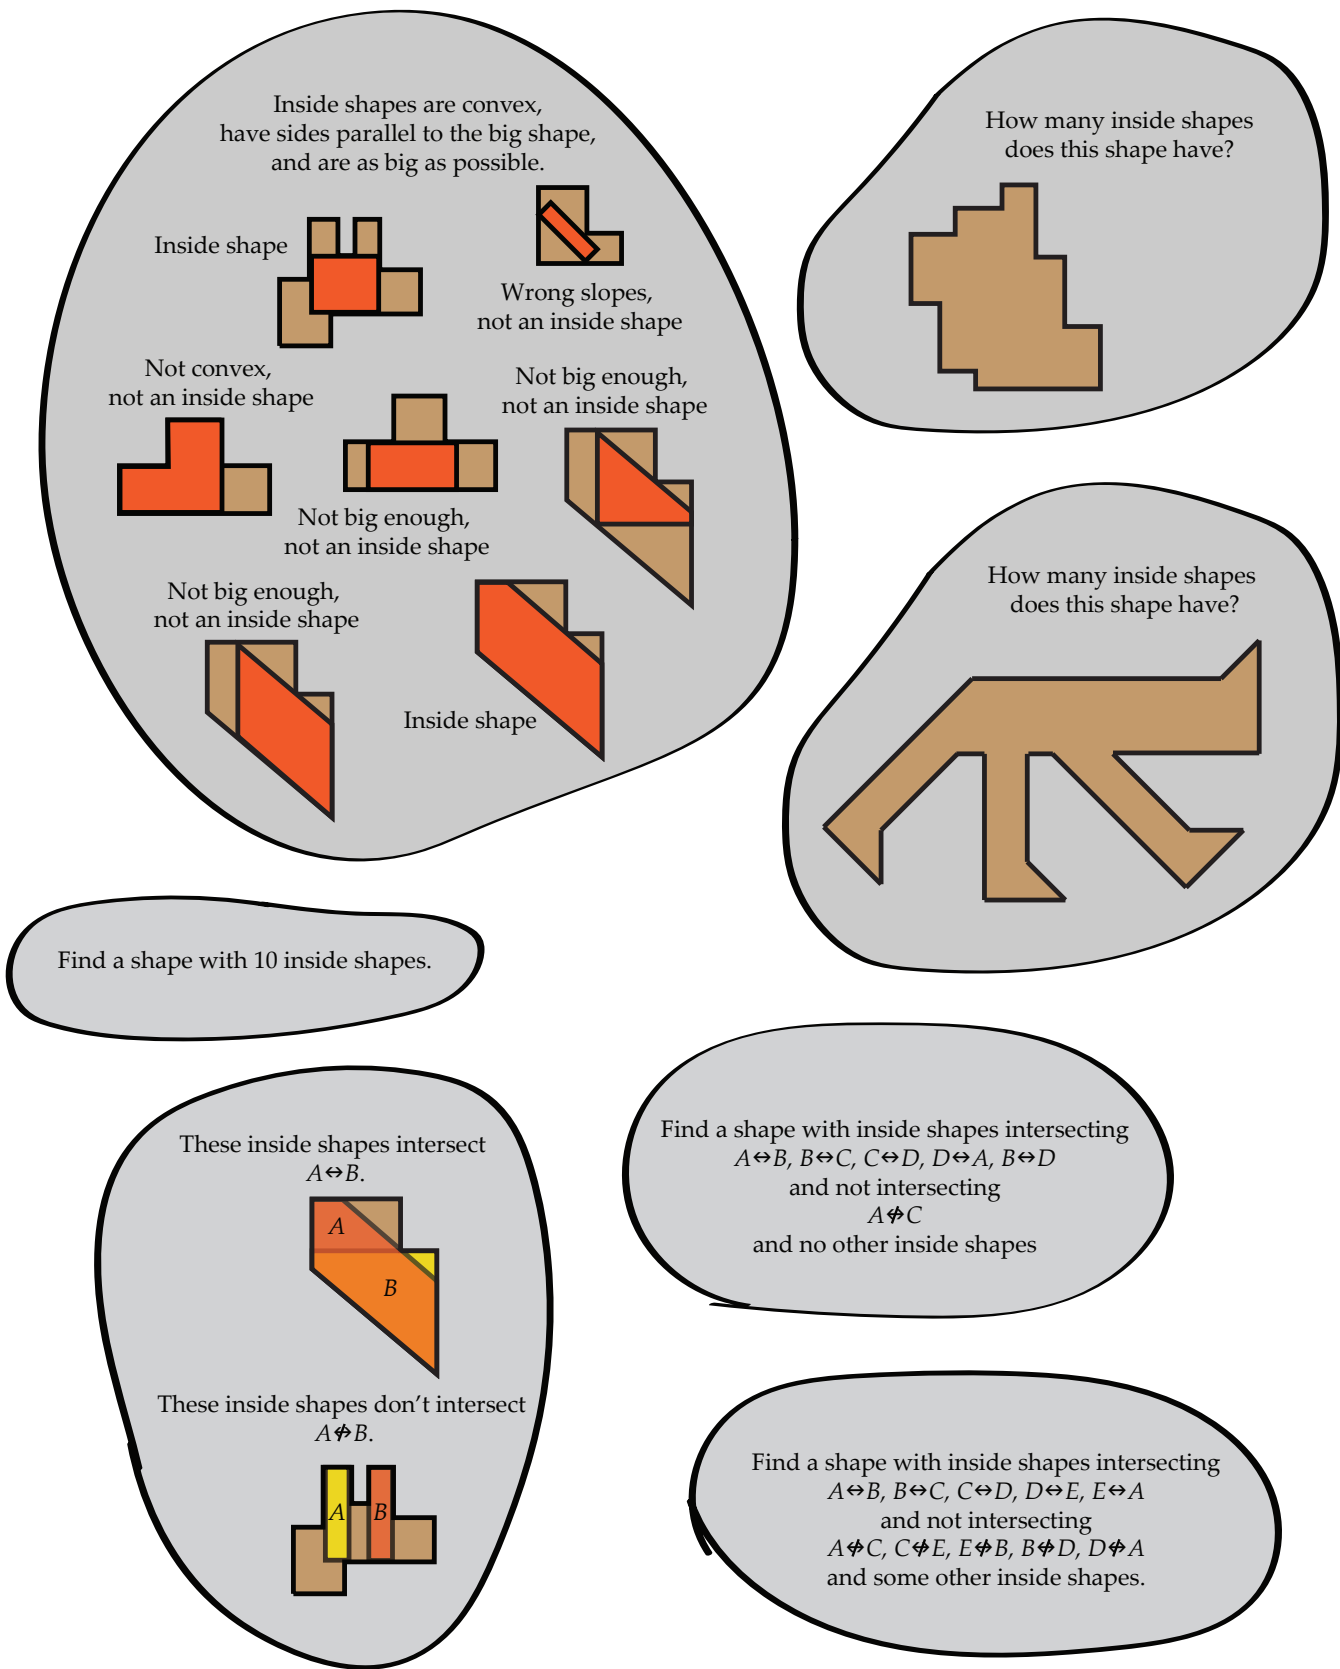 Inside shapes are convex,
have sides parallel to the big shape,
and are as big as possible.
Inside shape
Wrong slopes,
not an inside shape
Not convex,
not an inside shape
Not big enough,
not an inside shape
Not big enough,
not an inside shape
Not big enough,
not an inside shape
Inside shape
How many inside shapes
does this shape have?
How many inside shapes
does this shape have?
Find a shape with 10 inside shapes.
These inside shapes intersect
A⇔B.
A
B
These inside shapes don't intersect
A⇎B.
A
B
Find a shape with inside shapes intersecting
A⇔B, B⇔C, C⇔D, D⇔A, B⇔D
and not intersecting
A⇎C
and no other inside shapes
Find a shape with inside shapes intersecting
A⇔B, B⇔C, C⇔D, D⇔E, E⇔A
and not intersecting
A⇎C, C⇎E, E⇎B, B⇎D, D⇎A
and some other inside shapes.